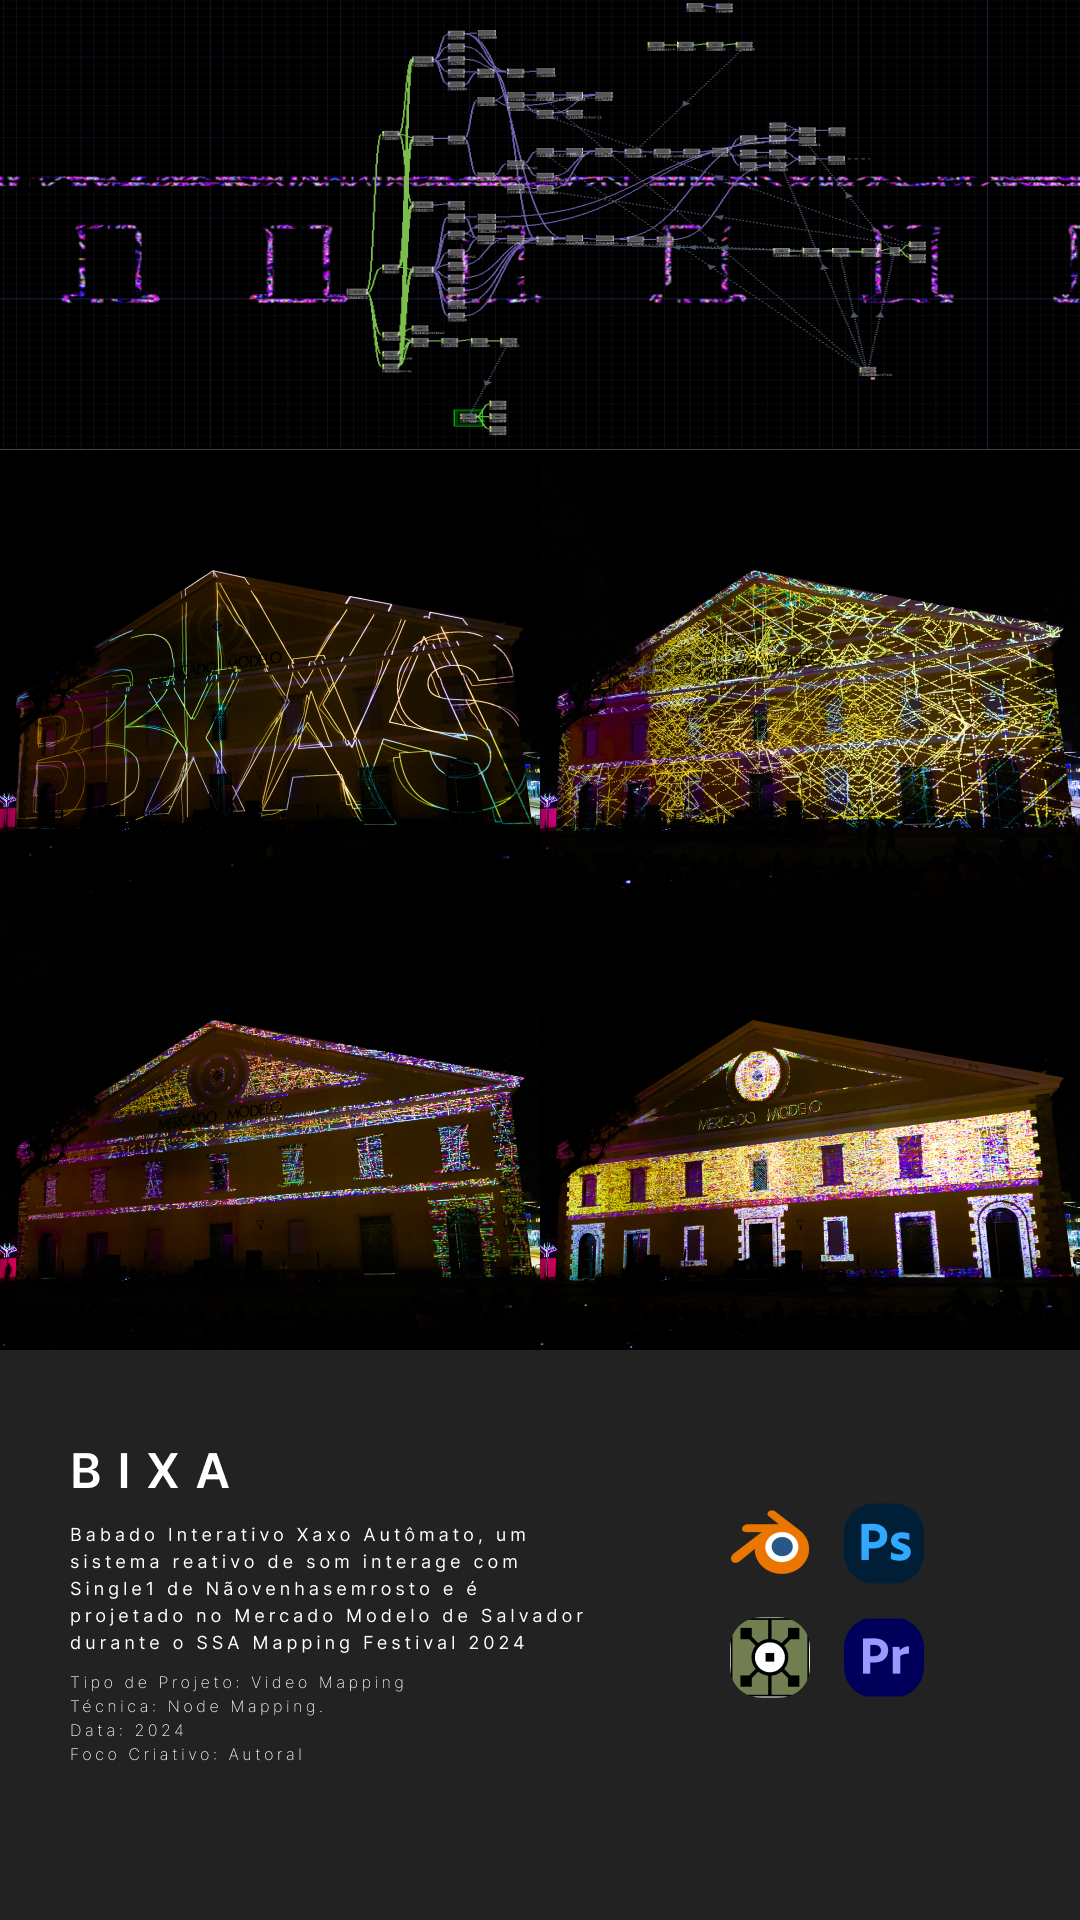 BIXAS
MERCADO MODELO
MERCADO MODELO
MERCADO MODELO
BIXA
Babado Interativo Xaxo Autômato, um
sistema reativo de som interage com
Single1 de Nãovenhasemrosto e é
projetado no Mercado Modelo de Salvador
durante o SSA Mapping Festival 2024
Tipo de Projeto: Video Mapping
Técnica: Node Mapping.
Data: 2024
Foco Criativo: Autoral
Ps
Pr